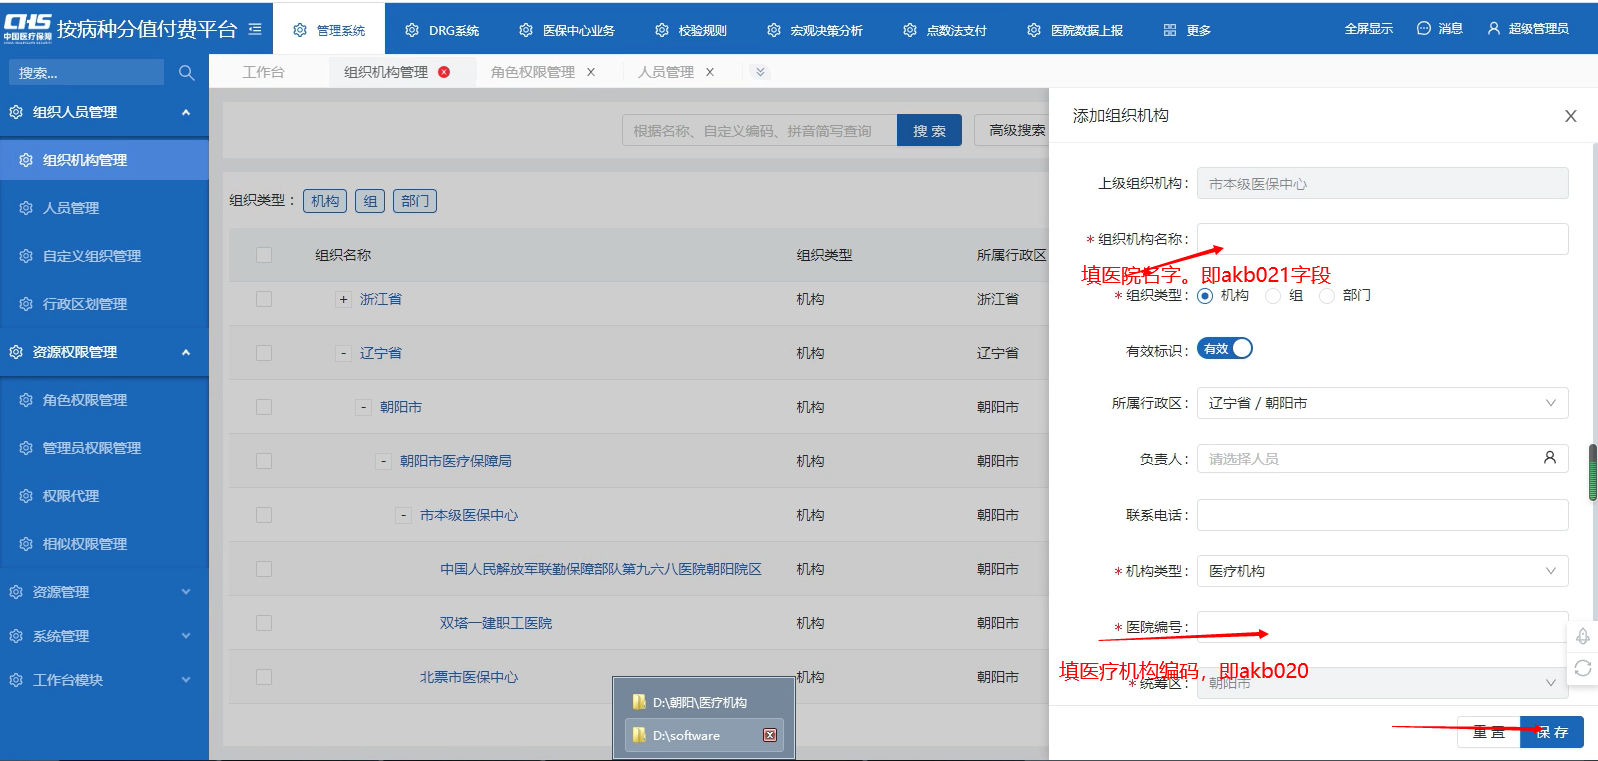 CHS
中国医疗保障
按病种分值付费平台
管理系统
DRG系统
医保中心业务
校验规则
宏观决策分析
点数法支付
医院数据上报
更多
全屏显示
消息
超级管理员
搜索...
工作台
组织机构管理
角色权限管理
人员管理
组织人员管理
组织机构管理
人员管理
自定义组织管理
行政区划管理
资源权限管理
角色权限管理
管理员权限管理
权限代理
相似权限管理
资源管理
系统管理
工作台模块
根据名称、自定义编码、拼音简写查询
搜 索
高级搜索
组织类型：
机构
组
部门
组织名称 组织类型 所属行政区
+ 浙江省 机构 浙江省
- 辽宁省 机构 辽宁省
- 朝阳市 机构 朝阳市
- 朝阳市医疗保障局 机构 朝阳市
- 市本级医保中心 机构 朝阳市
中国人民解放军联勤保障部队第九六八医院朝阳院区 机构 朝阳市
双塔一建职工医院 机构 朝阳市
北票市医保中心 机构 朝阳市
D:\朝阳\医疗机构
D:\software
添加组织机构
上级组织机构： 市本级医保中心
* 组织机构名称：
填医院名字。即akb021字段
* 组织类型： 机构 组 部门
有效标识： 有效
所属行政区： 辽宁省 / 朝阳市
负责人： 请选择人员
联系电话：
* 机构类型： 医疗机构
* 医院编号：
填医疗机构编码，即akb020
* 统筹区： 朝阳市
重 置
保 存